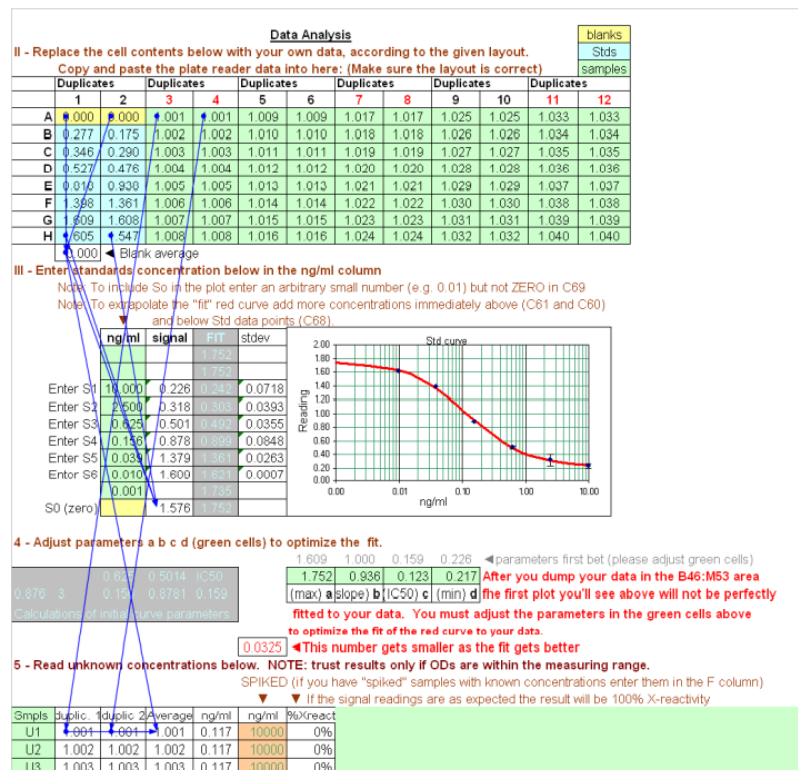 Data Analysis
blanks
II - Replace the cell contents below with your own data, according to the given layout.
Stds
Copy and paste the plate reader data into here: (Make sure the layout is correct)
samples
Duplicates Duplicates Duplicates Duplicates Duplicates Duplicates
1 2 3 4 5 6 7 8 9 10 11 12
A 0.000 0.000 1.001 1.001 1.009 1.009 1.017 1.017 1.025 1.025 1.033 1.033
B 0.277 0.175 1.002 1.002 1.010 1.010 1.018 1.018 1.026 1.026 1.034 1.034
C 0.346 0.290 1.003 1.003 1.011 1.011 1.019 1.019 1.027 1.027 1.035 1.035
D 0.527 0.476 1.004 1.004 1.012 1.012 1.020 1.020 1.028 1.028 1.036 1.036
E 0.938 1.005 1.005 1.013 1.013 1.021 1.021 1.029 1.029 1.037 1.037
F 1.398 1.361 1.006 1.006 1.014 1.014 1.022 1.022 1.030 1.030 1.038 1.038
G 1.609 1.608 1.007 1.007 1.015 1.015 1.023 1.023 1.031 1.031 1.039 1.039
H 1.605 1.547 1.008 1.008 1.016 1.016 1.024 1.024 1.032 1.032 1.040 1.040
0.000 ◄ Blank average
III - Enter standards concentration below in the ng/ml column
Note: To include So in the plot enter an arbitrary small number (e.g. 0.01) but not ZERO in C69
Note: To extrapolate the "fit" red curve add more concentrations immediately above (C61 and C60)
and below Std data points (C68).
ng/ml signal FIT stdev
1.752
1.752
Enter S1 10.000 0.226 0.242 0.0718
Enter S2 2.500 0.318 0.303 0.0393
Enter S3 0.625 0.501 0.492 0.0355
Enter S4 0.156 0.878 0.899 0.0848
Enter S5 0.039 1.379 1.361 0.0263
Enter S6 0.010 1.609 1.621 0.0007
0.001 1.735
S0 (zero) 1.576 1.752
Std curve
Reading
2.00
1.80
1.60
1.40
1.20
1.00
0.80
0.60
0.40
0.20
0.00
0.00 0.01 0.10 1.00 10.00
ng/ml
4 - Adjust parameters a b c d (green cells) to optimize the fit.
1.609 1.000 0.159 0.226 ◄parameters first bet (please adjust green cells)
0.5014 IC50
1.752 0.936 0.123 0.217 After you dump your data in the B46:M53 area
0.876 3 0.8781 0.159
(max) a (slope) b (IC50) c (min) d the first plot you'll see above will not be perfectly
Calculations of initial curve parameters
fitted to your data. You must adjust the parameters in the green cells above
to optimize the fit of the red curve to your data.
0.0325 ◄This number gets smaller as the fit gets better
5 - Read unknown concentrations below. NOTE: trust results only if ODs are within the measuring range.
SPIKED (if you have "spiked" samples with known concentrations enter them in the F column)
▼ ▼ If the signal readings are as expected the result will be 100% X-reactivity
Smpls duplic. 1 duplic 2 Average ng/ml ng/ml %Xreact
U1 1.001 1.001 1.001 0.117 10000 0%
U2 1.002 1.002 1.002 0.117 10000 0%
U3 1.003 1.003 1.003 0.117 10000 0%